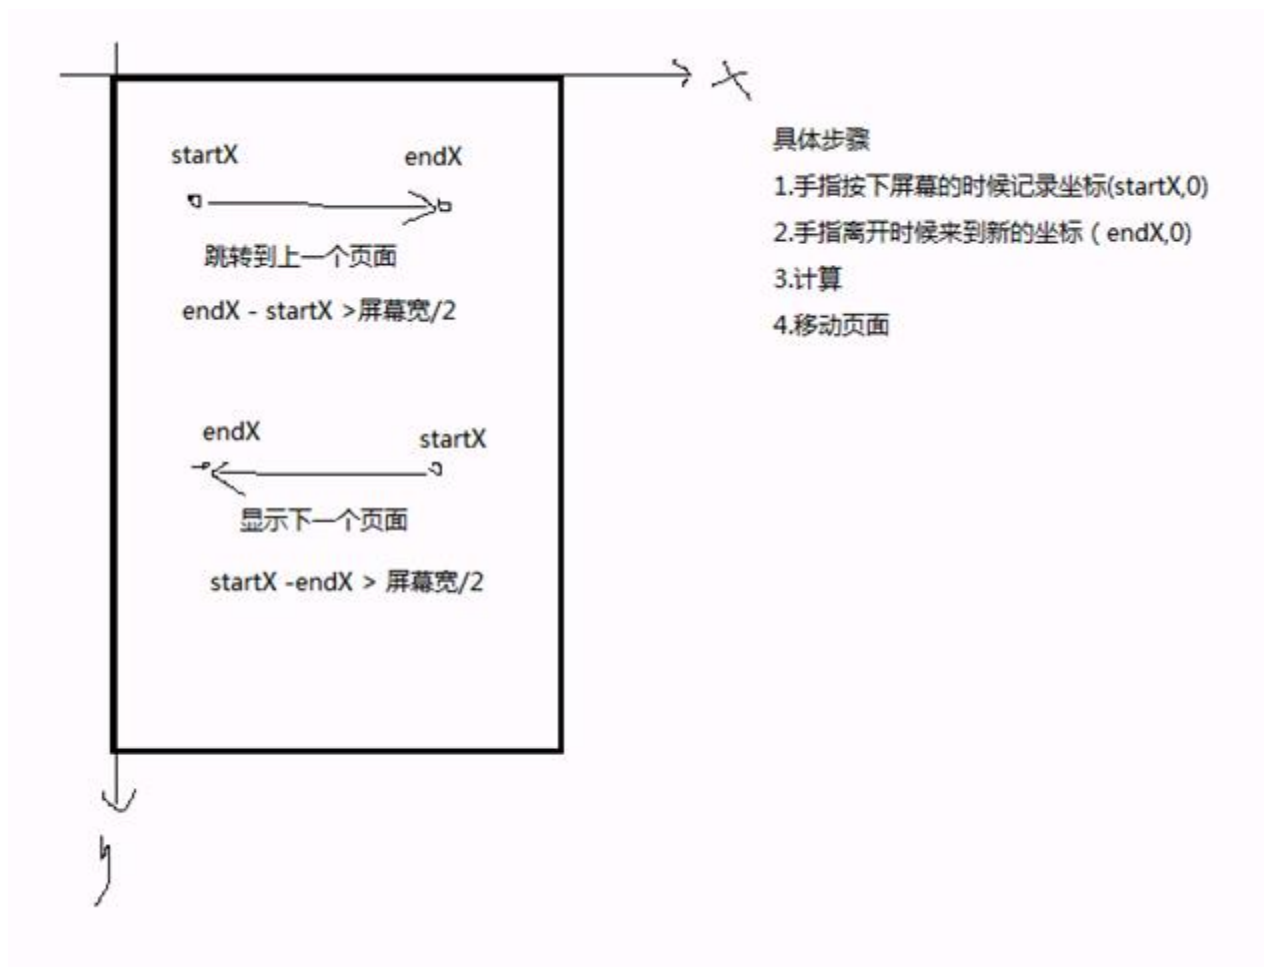 x
startX endX
跳转到上一个页面
endX - startX >屏幕宽/2
endX startX
显示下一个页面
startX -endX > 屏幕宽/2
y
具体步骤
1.手指按下屏幕的时候记录坐标(startX,0)
2.手指离开时候来到新的坐标 ( endX,0)
3.计算
4.移动页面